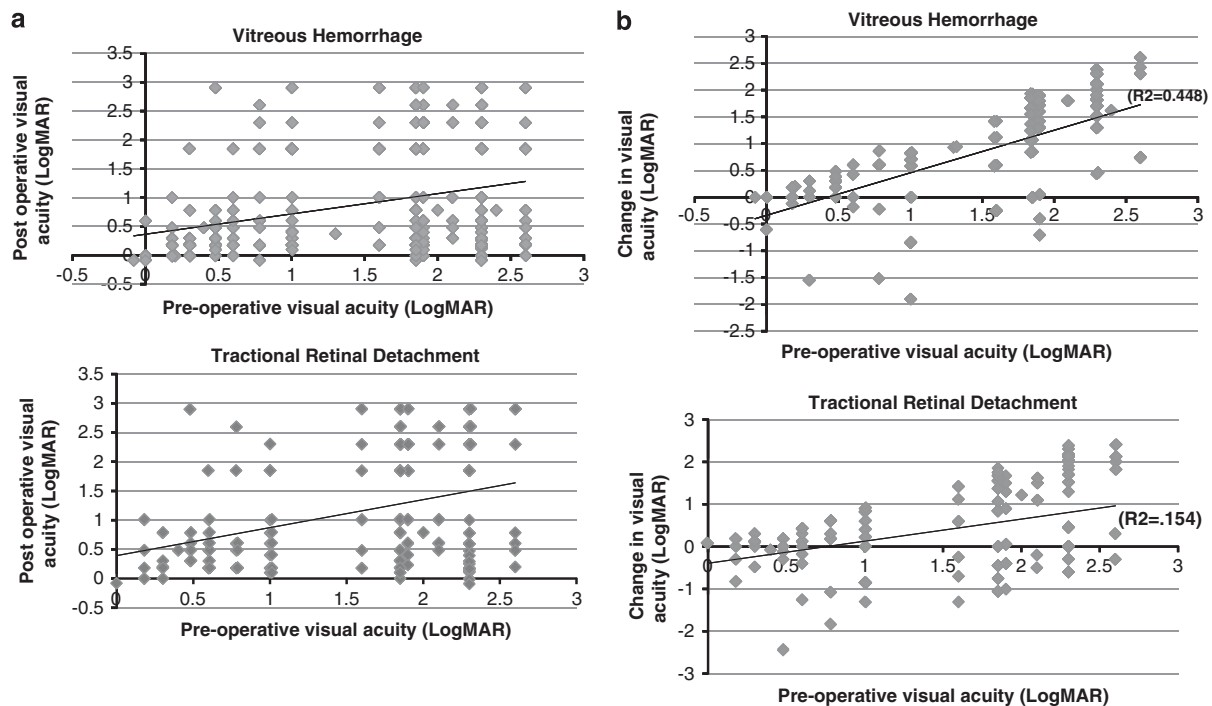 a
Vitreous Hemorrhage
3.5
3
2.5
2
1.5
1
0.5
0
-0.5
-0.5 0 0.5 1 1.5 2 2.5 3
Post operative visual
acuity (LogMAR)
Pre-operative visual acuity (LogMAR)
Tractional Retinal Detachment
3.5
3
2.5
2
1.5
1
0.5
0
-0.5
0 0.5 1 1.5 2 2.5 3
Post operative visual
acuity (LogMAR)
Pre-operative visual acuity (LogMAR)
b
Vitreous Hemorrhage
3
2.5
2
1.5
1
0.5
0
-0.5
-1
-1.5
-2
-2.5
-0.5 0 0.5 1 1.5 2 2.5 3
(R2=0.448)
Change in visual
acuity (LogMAR)
Pre-operative visual acuity (LogMAR)
Tractional Retinal Detachment
3
2
1
0
-1
-2
-3
0 0.5 1 1.5 2 2.5 3
(R2=.154)
Change in visual
acuity (LogMAR)
Pre-operative visual acuity (LogMAR)